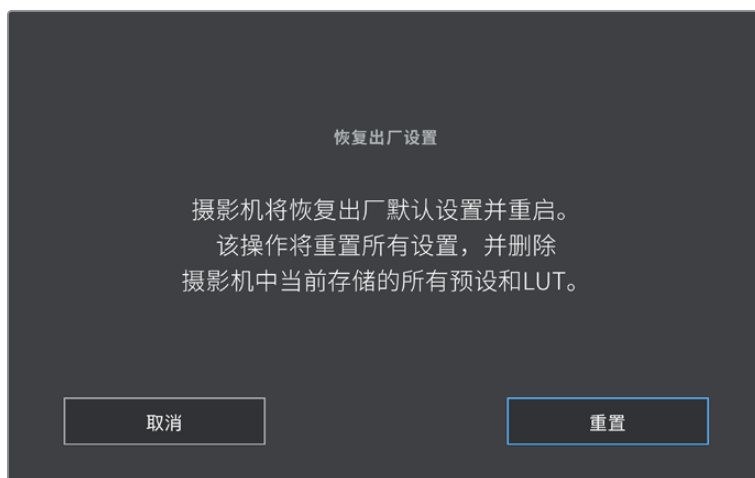 恢复出厂设置
摄影机将恢复出厂默认设置并重启。
该操作将重置所有设置，并删除
摄影机中当前存储的所有预设和LUT。
取消
重置